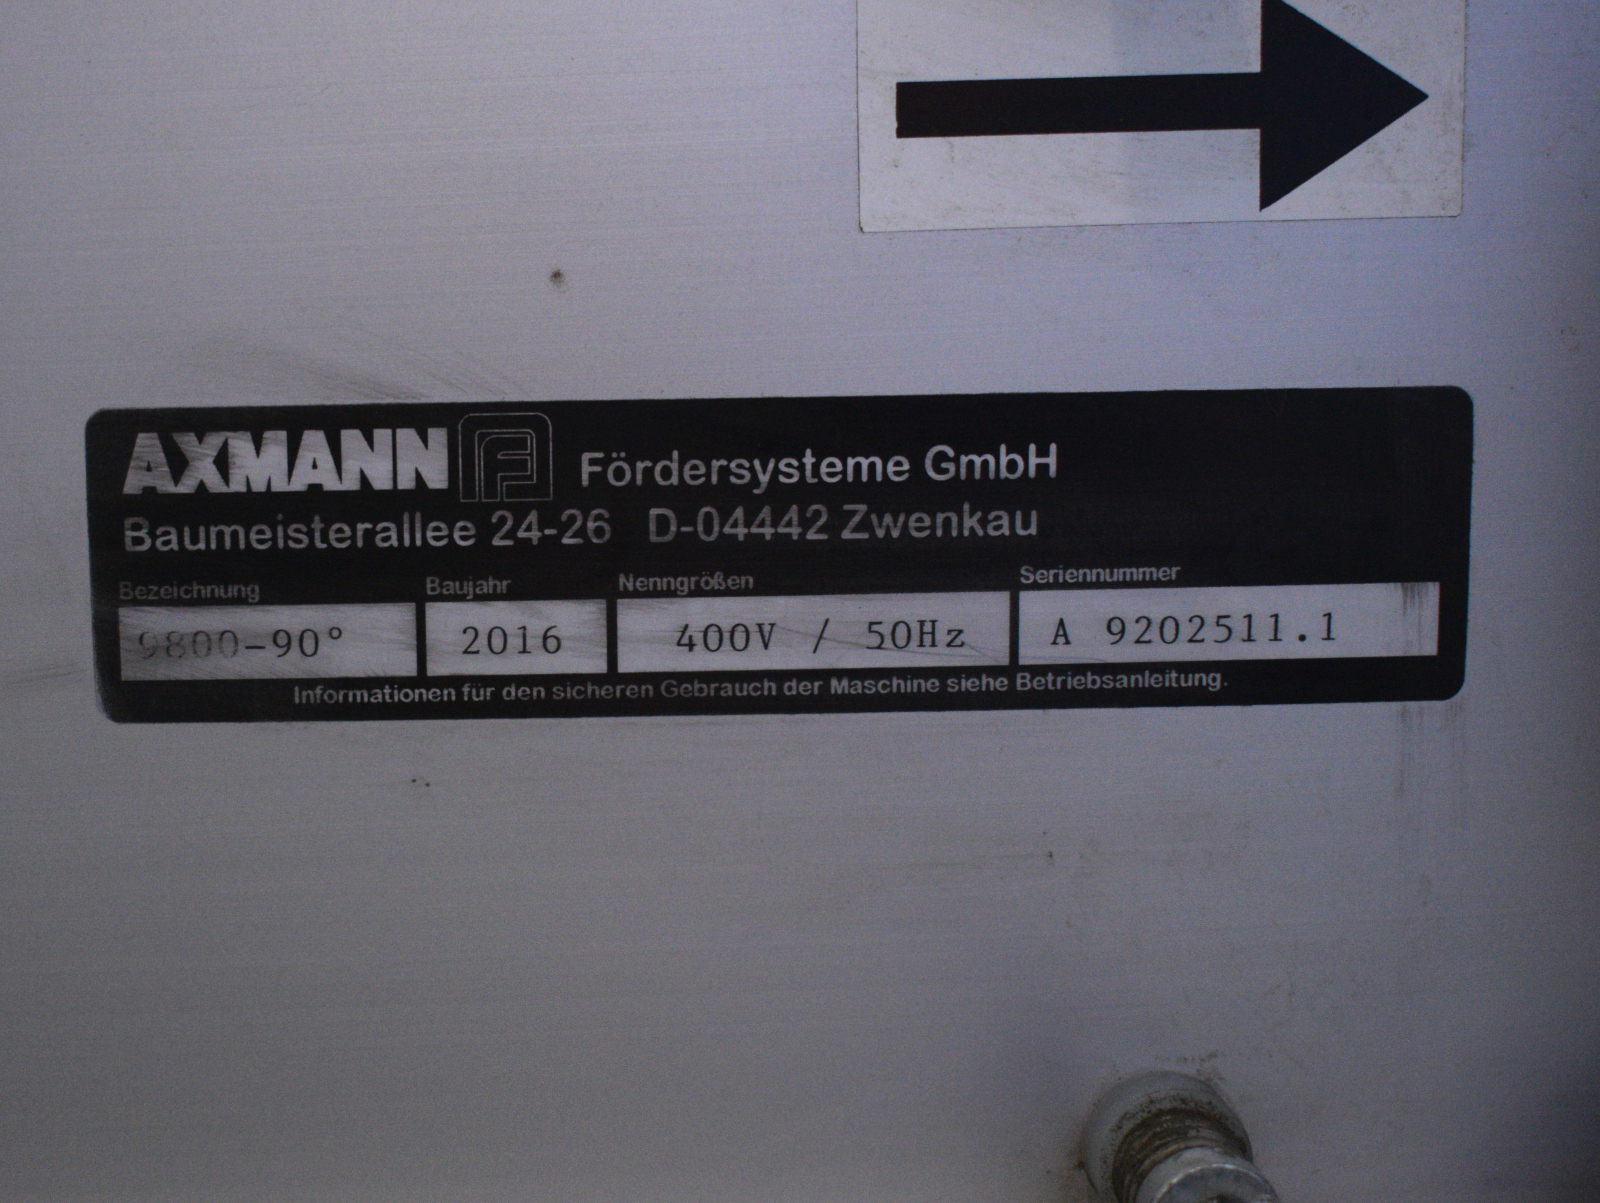 AXMANN F Fördersysteme GmbH
Baumeisterallee 24-26 D-04442 Zwenkau
Bezeichnung Baujahr Nenngrößen Seriennummer
9800-90° 2016 400V / 50Hz A 9202511.1
Informationen für den sicheren Gebrauch der Maschine siehe Betriebsanleitung.